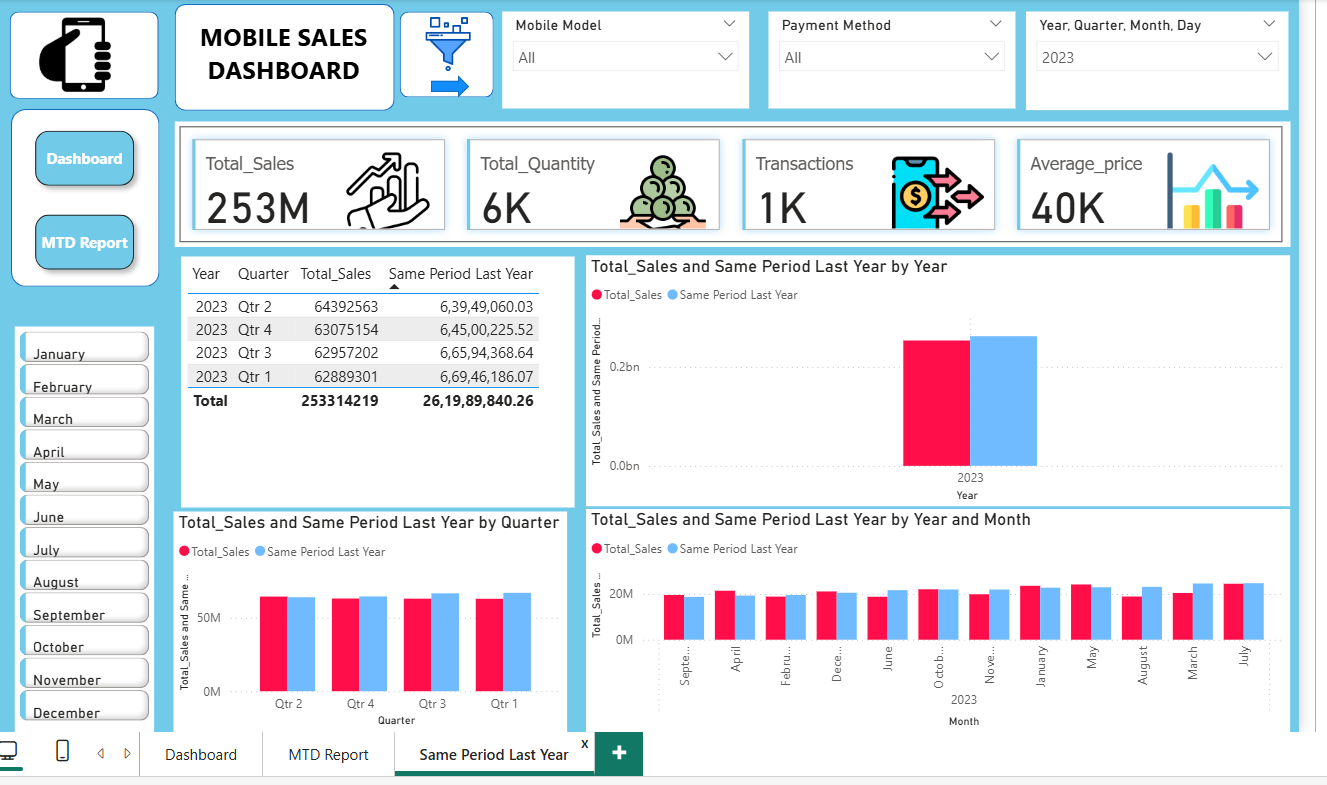 MOBILE SALES
DASHBOARD
Mobile Model
All
Payment Method
All
Year, Quarter, Month, Day
2023
Dashboard
MTD Report
Total_Sales
253M
Total_Quantity
6K
Transactions
1K
$
Average_price
40K
January
February
March
April
May
June
July
August
September
October
November
December
Year Quarter Total_Sales Same Period Last Year
2023 Qtr 2 64392563 6,39,49,060.03
2023 Qtr 4 63075154 6,45,00,225.52
2023 Qtr 3 62957202 6,65,94,368.64
2023 Qtr 1 62889301 6,69,46,186.07
Total 253314219 26,19,89,840.26
Total_Sales and Same Period Last Year by Year
Total_Sales Same Period Last Year
Total_Sales and Same Period...
0.2bn
0.0bn
2023
Year
Total_Sales and Same Period Last Year by Quarter
Total_Sales Same Period Last Year
Total_Sales and Same ...
50M
0M
Qtr 2 Qtr 4 Qtr 3 Qtr 1
Quarter
Total_Sales and Same Period Last Year by Year and Month
Total_Sales Same Period Last Year
Total_Sales ...
20M
0M
Septe... April Febru... Dece... June Octob... Nove... January May August March July
2023
Month
Dashboard
MTD Report
Same Period Last Year
x
+